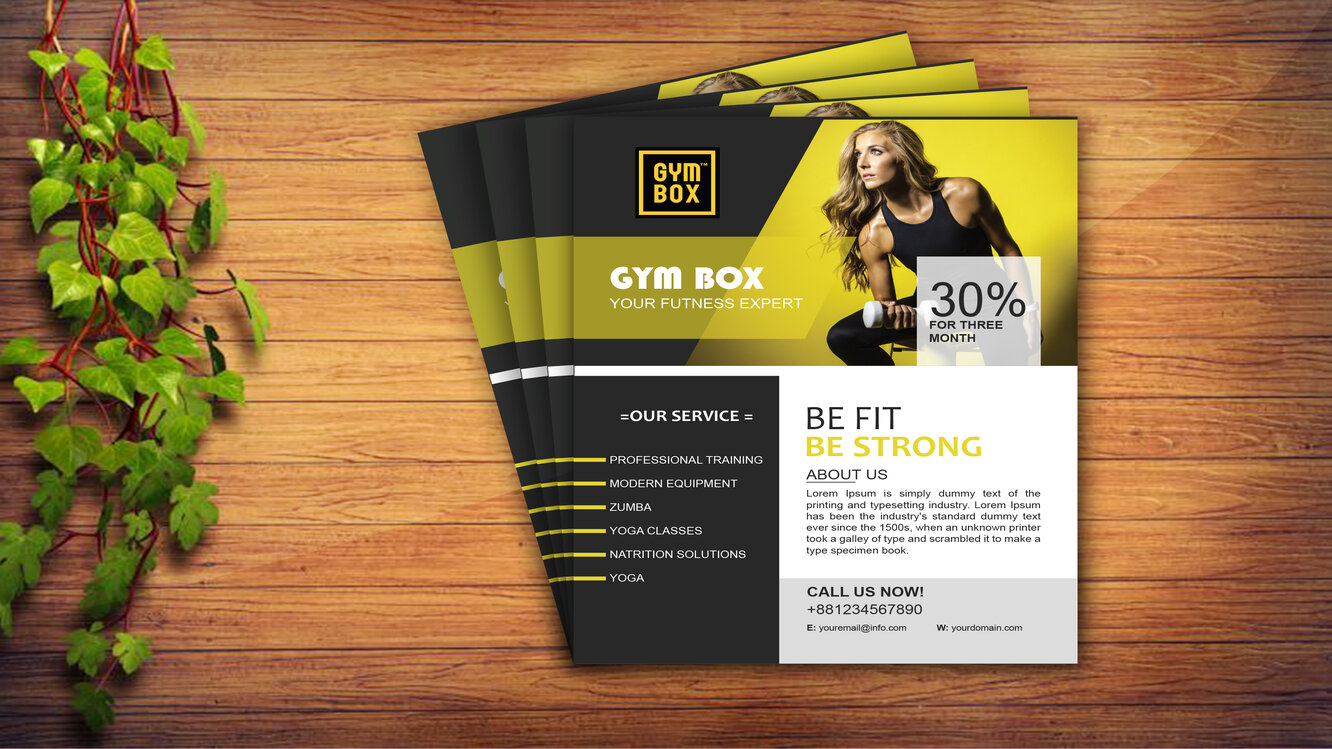 GYM™
BOX
GYM BOX
YOUR FUTNESS EXPERT
30%
FOR THREE
MONTH
=OUR SERVICE =
PROFESSIONAL TRAINING
MODERN EQUIPMENT
ZUMBA
YOGA CLASSES
NATRITION SOLUTIONS
YOGA
BE FIT
BE STRONG
ABOUT US
Lorem Ipsum is simply dummy text of the
printing and typesetting industry. Lorem Ipsum
has been the industry's standard dummy text
ever since the 1500s, when an unknown printer
took a galley of type and scrambled it to make a
type specimen book.
CALL US NOW!
+881234567890
E: youremail@info.com W: yourdomain.com